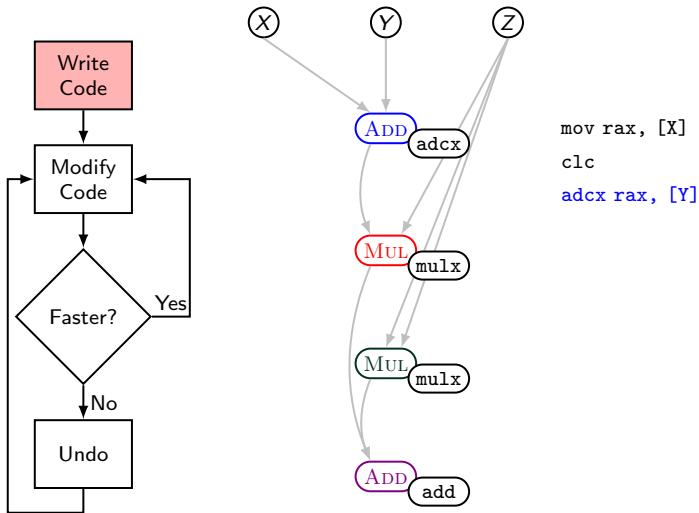 Write
Code
Modify
Code
Faster?
Yes
No
Undo
X
Y
Z
ADD
adcx
MUL
mulx
MUL
mulx
ADD
add
mov rax, [X]
clc
adcx rax, [Y]